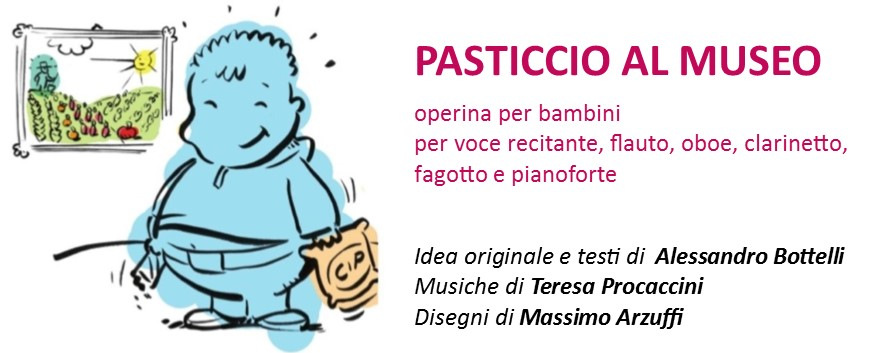 PASTICCIO AL MUSEO
operina per bambini
per voce recitante, flauto, oboe, clarinetto,
fagotto e pianoforte
Idea originale e testi di Alessandro Bottelli
Musiche di Teresa Procaccini
Disegni di Massimo Arzuffi
CIP